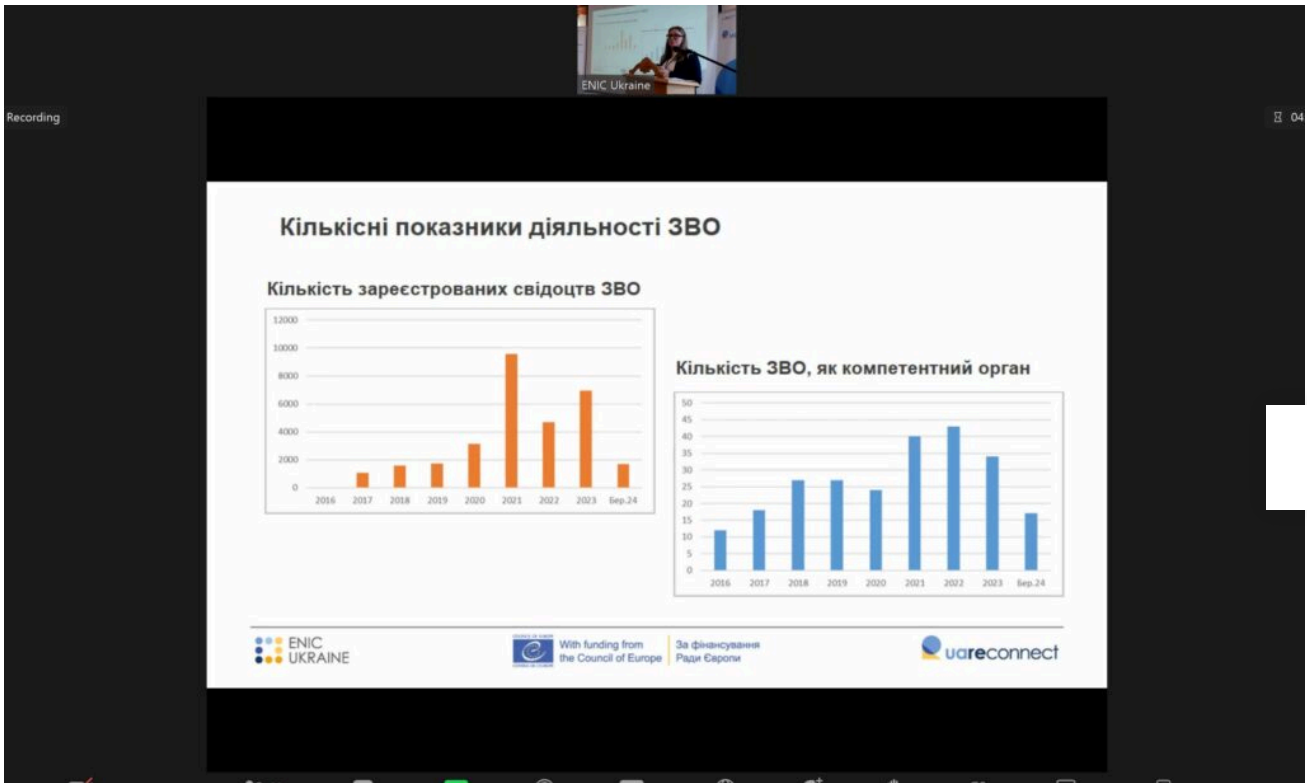 ENIC Ukraine
Recording
04
Кількісні показники діяльності ЗВО
Кількість зареєстрованих свідоцтв ЗВО
12000
10000
8000
6000
4000
2000
0
2016 2017 2018 2019 2020 2021 2022 2023 бер.24
Кількість ЗВО, як компетентний орган
50
45
40
35
30
25
20
15
10
5
0
2016 2017 2018 2019 2020 2021 2022 2023 бер.24
ENIC
UKRAINE
With funding from
the Council of Europe
За фінансування
Ради Європи
uareconnect